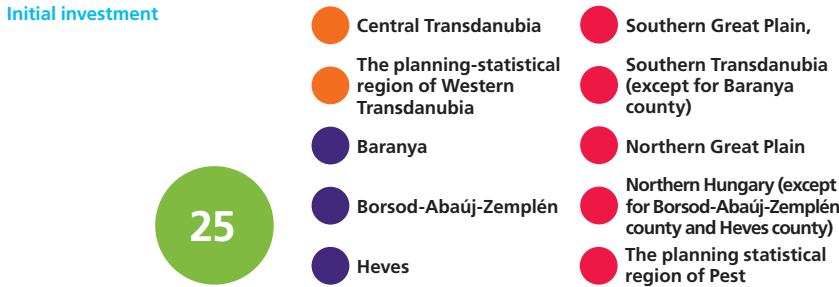 Initial investment
Central Transdanubia
The planning-statistical
region of Western
Transdanubia
Baranya
Borsod-Abaúj-Zemplén
Heves
25
Southern Great Plain,
Southern Transdanubia
(except for Baranya
county)
Northern Great Plain
Northern Hungary (except
for Borsod-Abaúj-Zemplén
county and Heves county)
The planning statistical
region of Pest